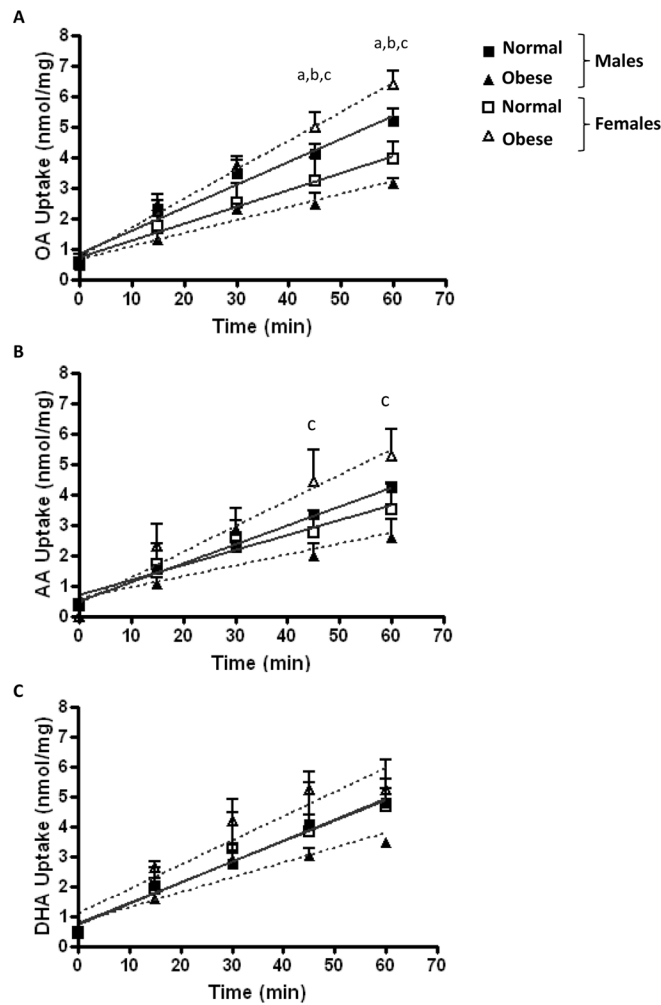 A
a,b,c
a,b,c
OA Uptake (nmol/mg)
8
7
6
5
4
3
2
1
0
0 10 20 30 40 50 60 70
Time (min)
Normal
Obese
Males
Normal
Obese
Females
B
c
c
AA Uptake (nmol/mg)
8
7
6
5
4
3
2
1
0
0 10 20 30 40 50 60 70
Time (min)
C
DHA Uptake (nmol/mg)
8
7
6
5
4
3
2
1
0
0 10 20 30 40 50 60 70
Time (min)